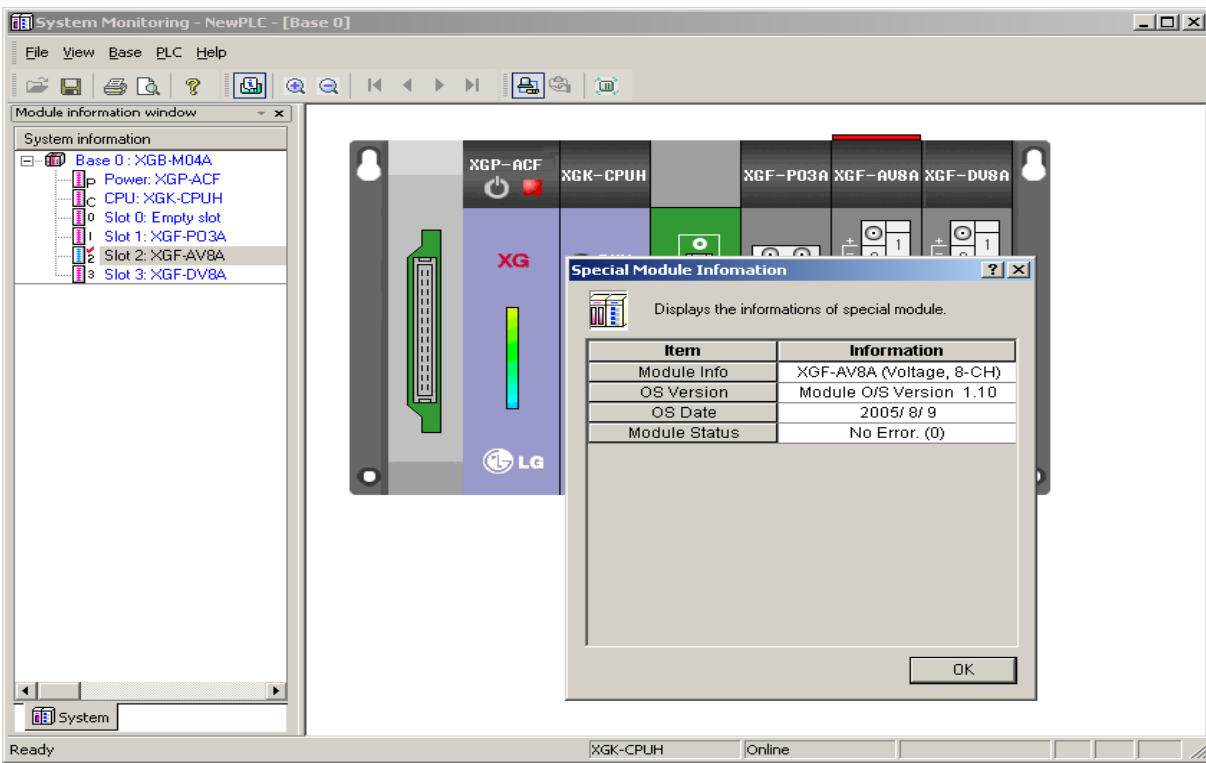 System Monitoring - NewPLC - [Base 0]
File View Base PLC Help
Module information window
System information
Base 0 : XGB-M04A
Power: XGP-ACF
CPU: XGK-CPUH
Slot 0: Empty slot
Slot 1: XGF-PO3A
Slot 2: XGF-AV8A
Slot 3: XGF-DV8A
System
XGP-ACF
XGK-CPUH
XGF-PO3A XGF-AV8A XGF-DV8A
XG
LG
1
1
Special Module Infomation
Displays the informations of special module.
Item Information
Module Info XGF-AV8A (Voltage, 8-CH)
OS Version Module O/S Version 1.10
OS Date 2005/ 8/ 9
Module Status No Error. (0)
OK
Ready XGK-CPUH Online